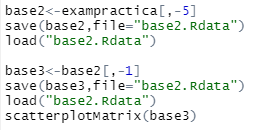 base2<-exampractica[,-5]
save(base2,file="base2.Rdata")
load("base2.Rdata")
base3<-base2[,-1]
save(base3,file="base2.Rdata")
load("base2.Rdata")
scatterplotMatrix(base3)